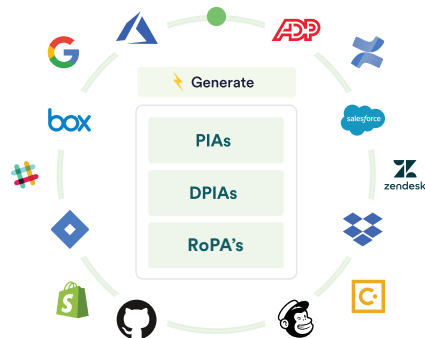 ADP
Generate
box
salesforce
PIAs
zendesk
DPIAs
RoPA's